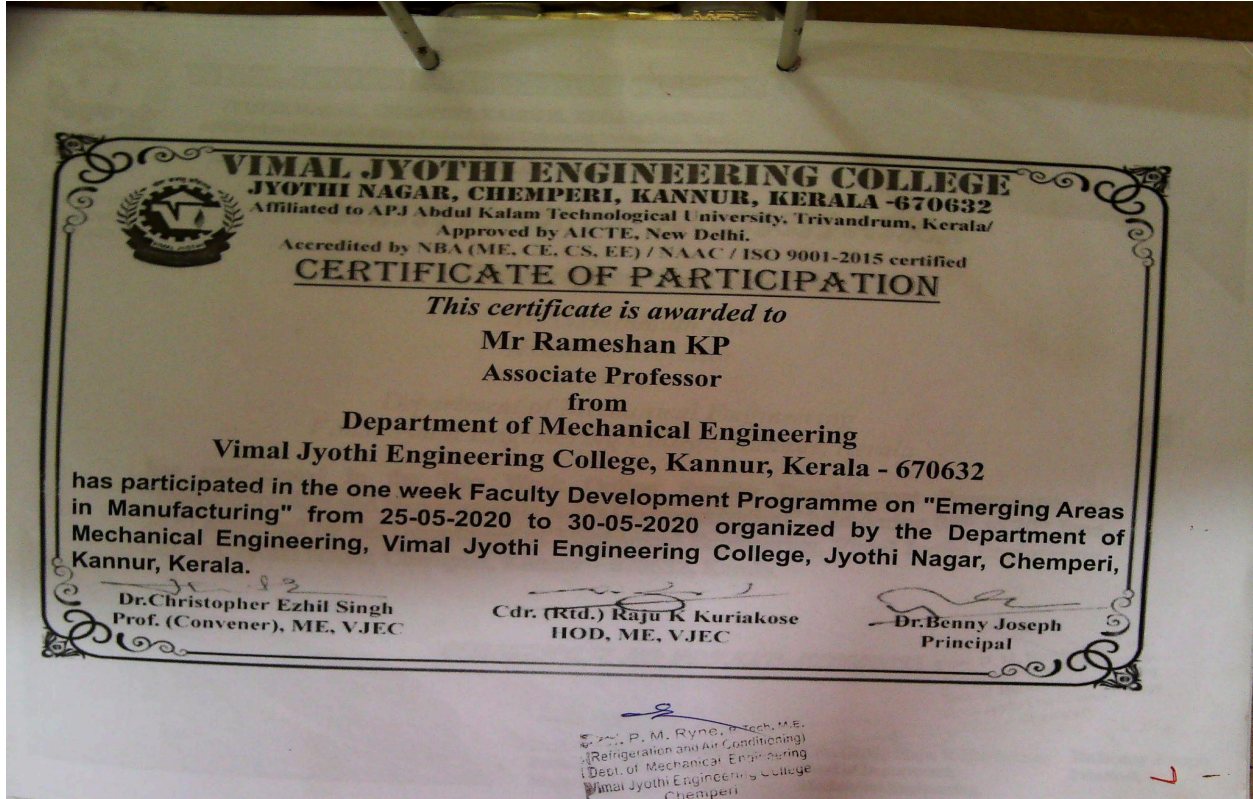 VIMAL JYOTHI ENGINEERING COLLEGE
JYOTHI NAGAR, CHEMPERI, KANNUR, KERALA -670632
Affiliated to APJ Abdul Kalam Technological University, Trivandrum, Kerala/
Approved by AICTE, New Delhi.
Accredited by NBA (ME, CE, CS, EE) / NAAC / ISO 9001-2015 certified
CERTIFICATE OF PARTICIPATION
This certificate is awarded to
Mr Rameshan KP
Associate Professor
from
Department of Mechanical Engineering
Vimal Jyothi Engineering College, Kannur, Kerala - 670632
has participated in the one week Faculty Development Programme on "Emerging Areas
in Manufacturing" from 25-05-2020 to 30-05-2020 organized by the Department of
Mechanical Engineering, Vimal Jyothi Engineering College, Jyothi Nagar, Chemperi,
Kannur, Kerala.
Dr.Christopher Ezhil Singh
Prof. (Convener), ME, VJEC
Cdr. (Rtd.) Raju K Kuriakose
HOD, ME, VJEC
Dr.Benny Joseph
Principal
P. M. Ryne, B.Tech, M.E.
(Refrigeration and Air Conditioning)
Dept. of Mechanical Engineering
Vimal Jyothi Engineering College
Chemperi